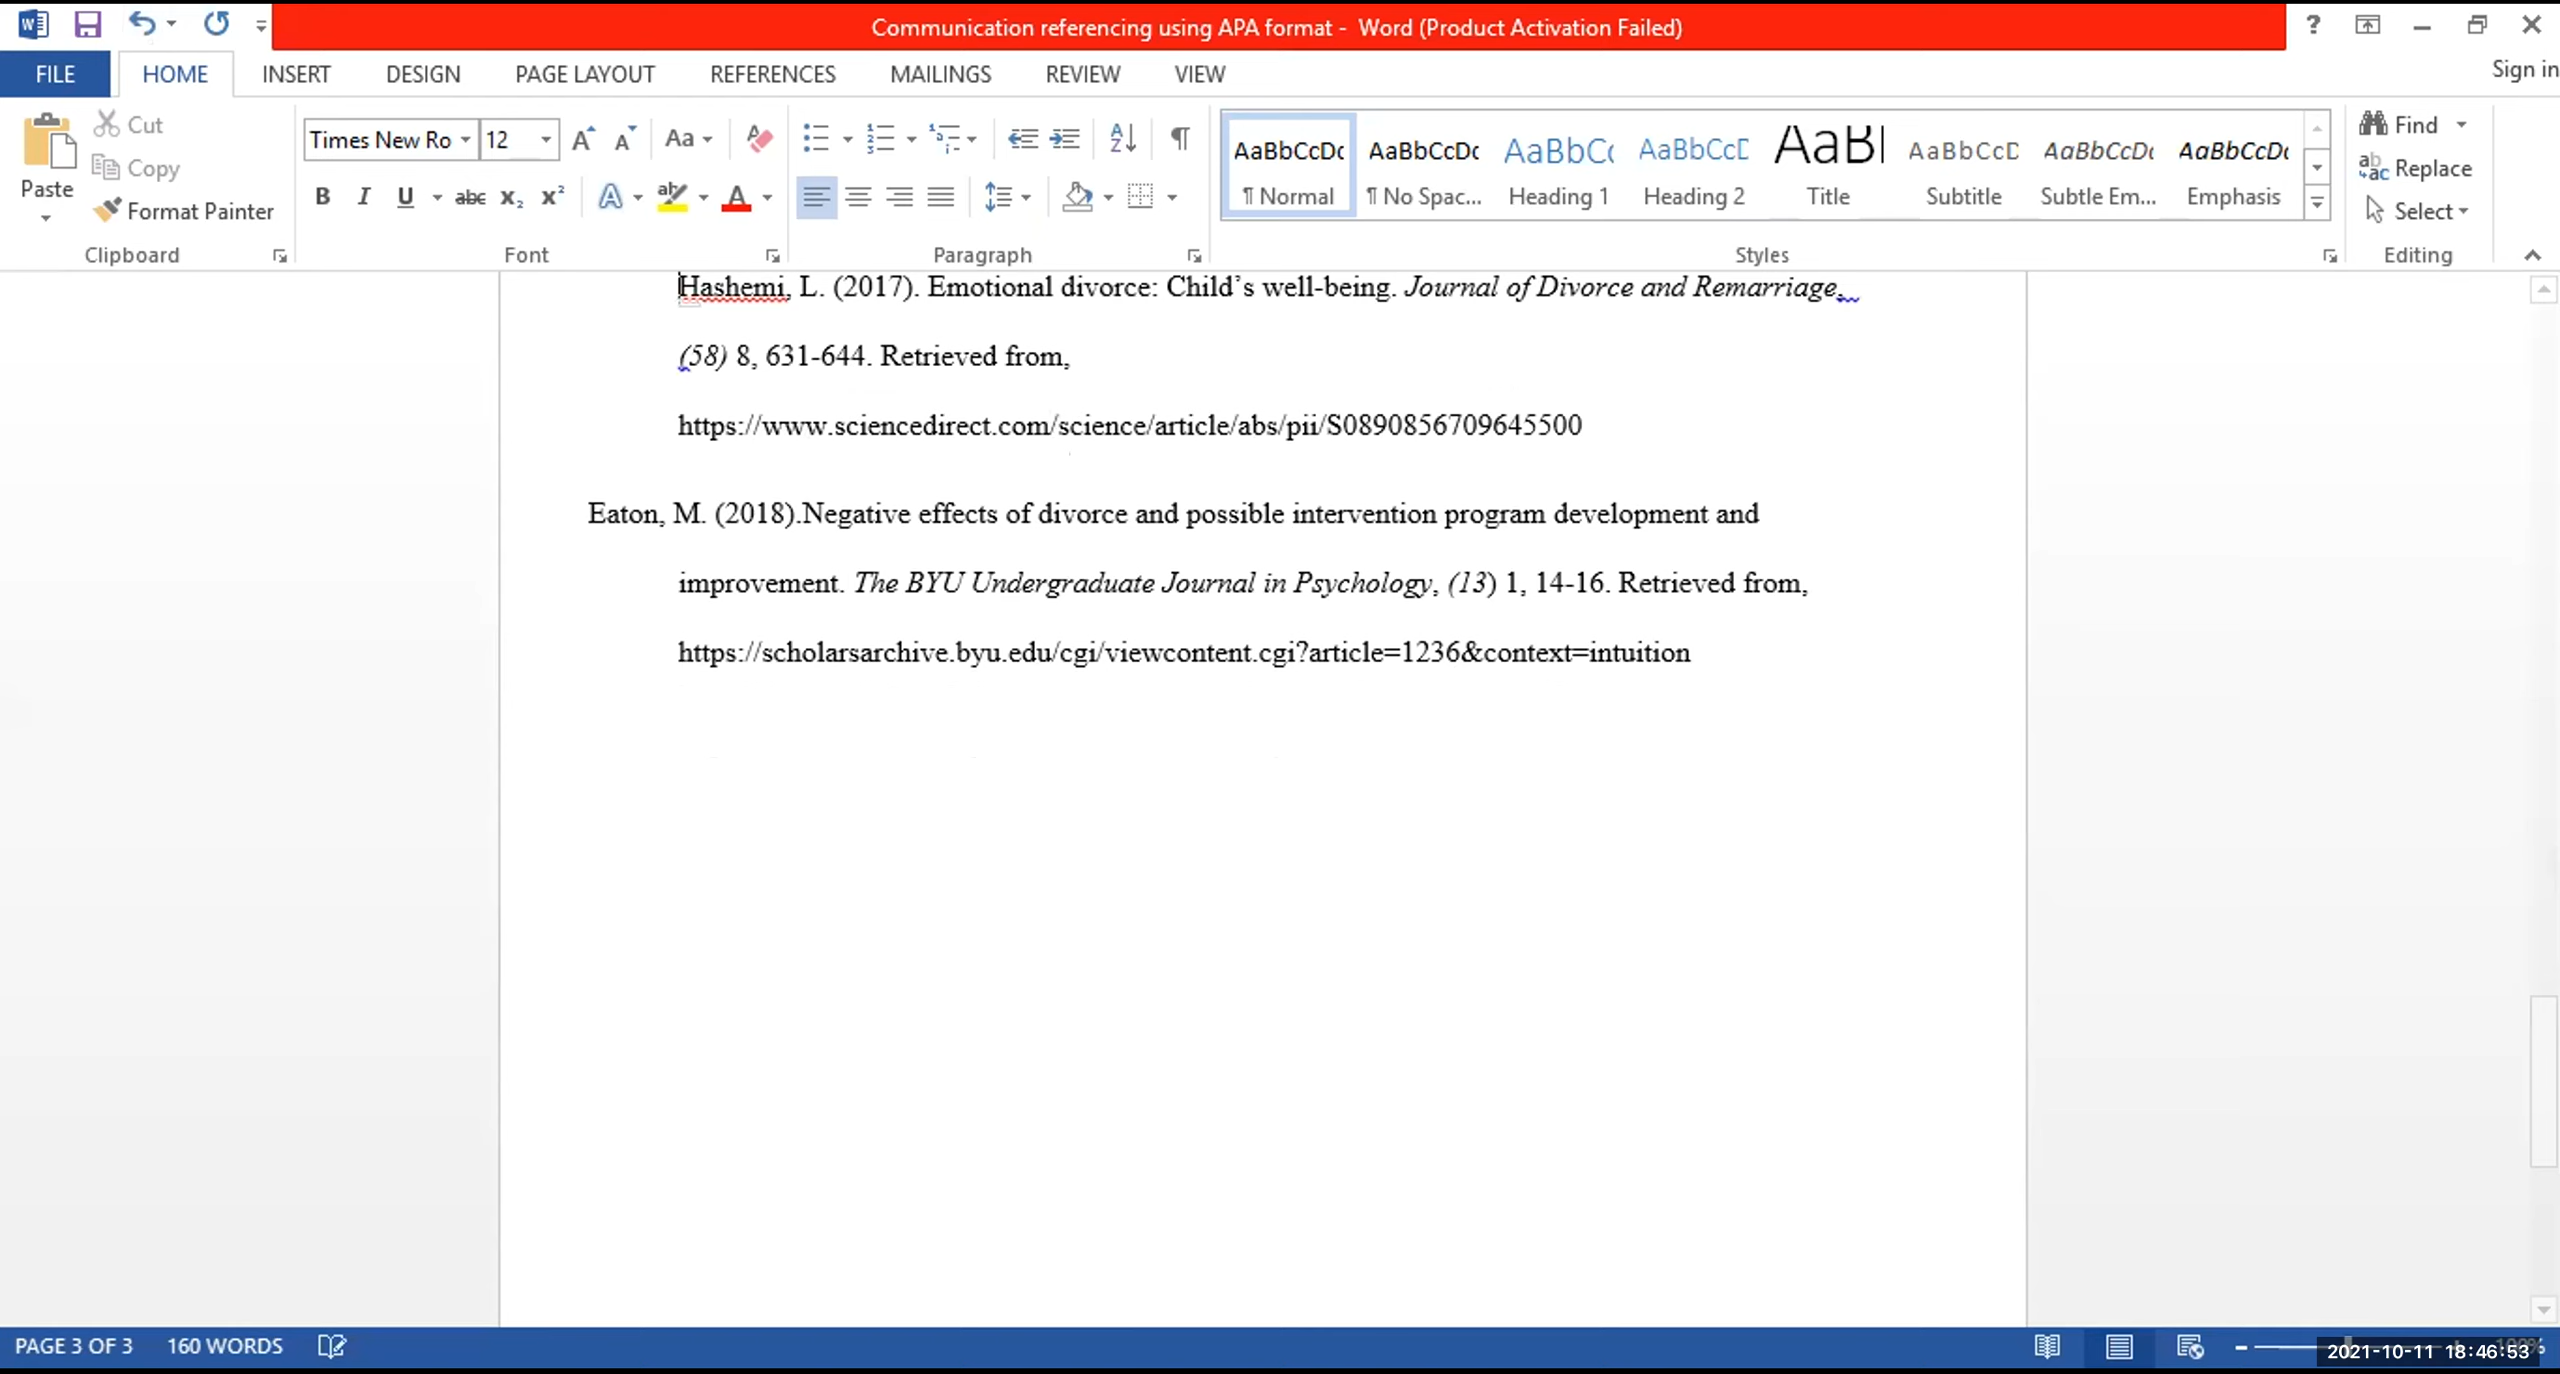 Communication referencing using APA format - Word (Product Activation Failed)
FILE HOME INSERT DESIGN PAGE LAYOUT REFERENCES MAILINGS REVIEW VIEW Sign in
Paste
Cut
Copy
Format Painter
Clipboard
Times New Ro 12
Font
Paragraph
AaBbCcDc AaBbCcDc AaBbCc AaBbCcD AaBl AaBbCcD AaBbCcDc AaBbCcDc
¶ Normal ¶ No Spac... Heading 1 Heading 2 Title Subtitle Subtle Em... Emphasis
Styles
Find
Replace
Select
Editing
Hashemi, L. (2017). Emotional divorce: Child’s well-being. Journal of Divorce and Remarriage,
(58) 8, 631-644. Retrieved from,
https://www.sciencedirect.com/science/article/abs/pii/S0890856709645500
Eaton, M. (2018).Negative effects of divorce and possible intervention program development and
improvement. The BYU Undergraduate Journal in Psychology, (13) 1, 14-16. Retrieved from,
https://scholarsarchive.byu.edu/cgi/viewcontent.cgi?article=1236&context=intuition
PAGE 3 OF 3 160 WORDS
2021-10-11 18:46:53